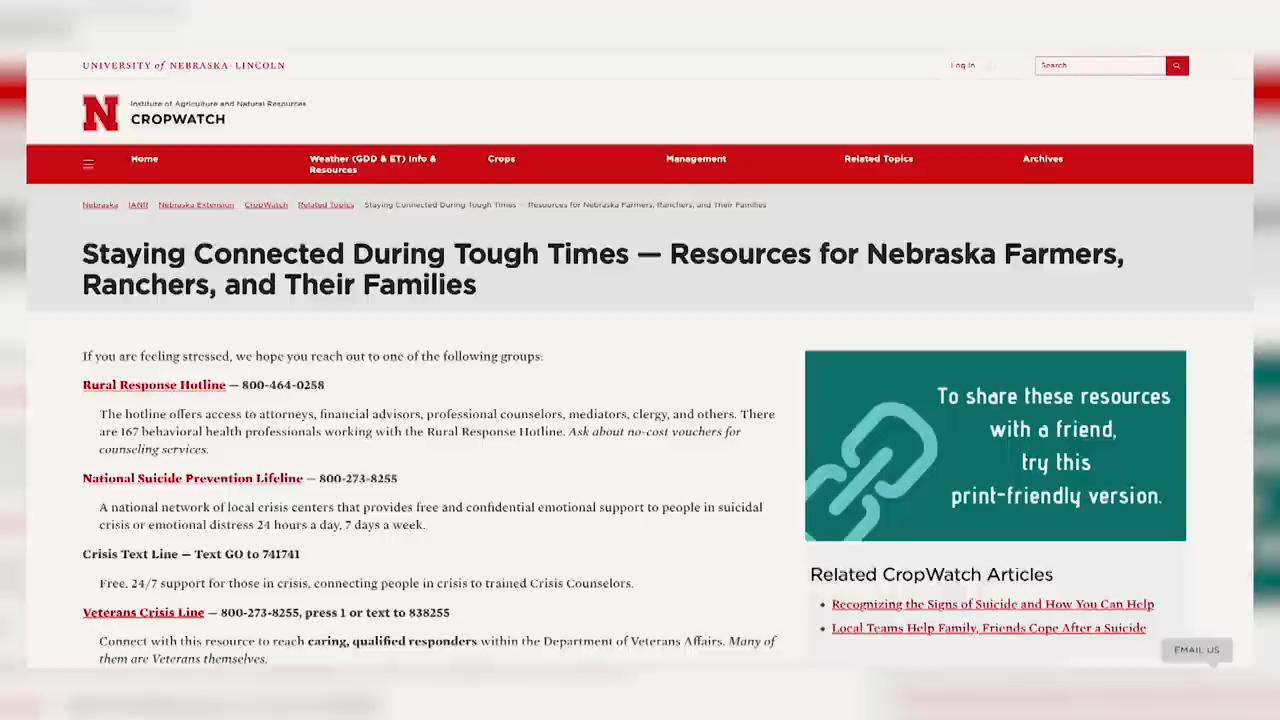 UNIVERSITY of NEBRASKA-LINCOLN
Log In
Search
N
Institute of Agriculture and Natural Resources
CROPWATCH
Home
Weather (GDD & ET) Info &
Resources
Crops
Management
Related Topics
Archives
Nebraska IANR Nebraska Extension CropWatch Related Topics Staying Connected During Tough Times — Resources for Nebraska Farmers, Ranchers, and Their Families
Staying Connected During Tough Times — Resources for Nebraska Farmers,
Ranchers, and Their Families
If you are feeling stressed, we hope you reach out to one of the following groups:
Rural Response Hotline — 800-464-0258
The hotline offers access to attorneys, financial advisors, professional counselors, mediators, clergy, and others. There
are 167 behavioral health professionals working with the Rural Response Hotline. Ask about no-cost vouchers for
counseling services.
National Suicide Prevention Lifeline — 800-273-8255
A national network of local crisis centers that provides free and confidential emotional support to people in suicidal
crisis or emotional distress 24 hours a day, 7 days a week.
Crisis Text Line — Text GO to 741741
Free, 24/7 support for those in crisis, connecting people in crisis to trained Crisis Counselors.
Veterans Crisis Line — 800-273-8255, press 1 or text to 838255
Connect with this resource to reach caring, qualified responders within the Department of Veterans Affairs. Many of
them are Veterans themselves.
To share these resources
with a friend,
try this
print-friendly version.
Related CropWatch Articles
Recognizing the Signs of Suicide and How You Can Help
Local Teams Help Family, Friends Cope After a Suicide
EMAIL US